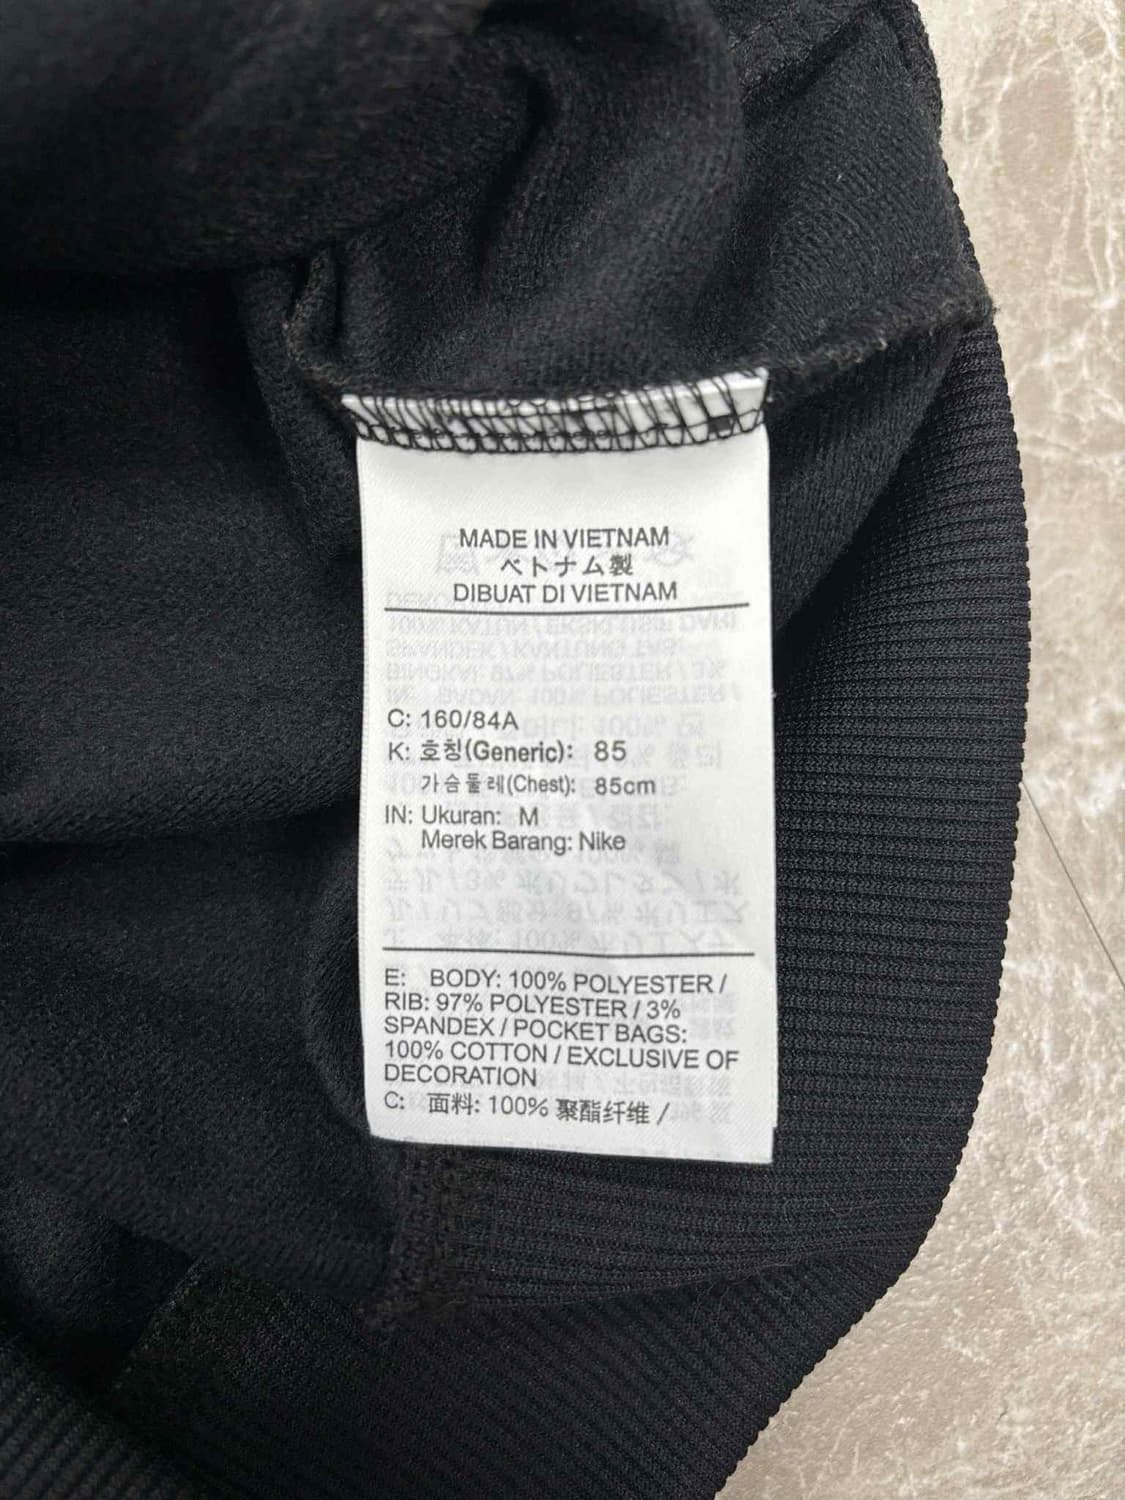 MADE IN VIETNAM
ベトナム製
DIBUAT DI VIETNAM
C: 160/84A
K: 호칭(Generic): 85
가슴둘레(Chest): 85cm
IN: Ukuran: M
Merek Barang: Nike
E: BODY: 100% POLYESTER /
RIB: 97% POLYESTER / 3%
SPANDEX / POCKET BAGS:
100% COTTON / EXCLUSIVE OF
DECORATION
C: 面料: 100% 聚酯纤维 /